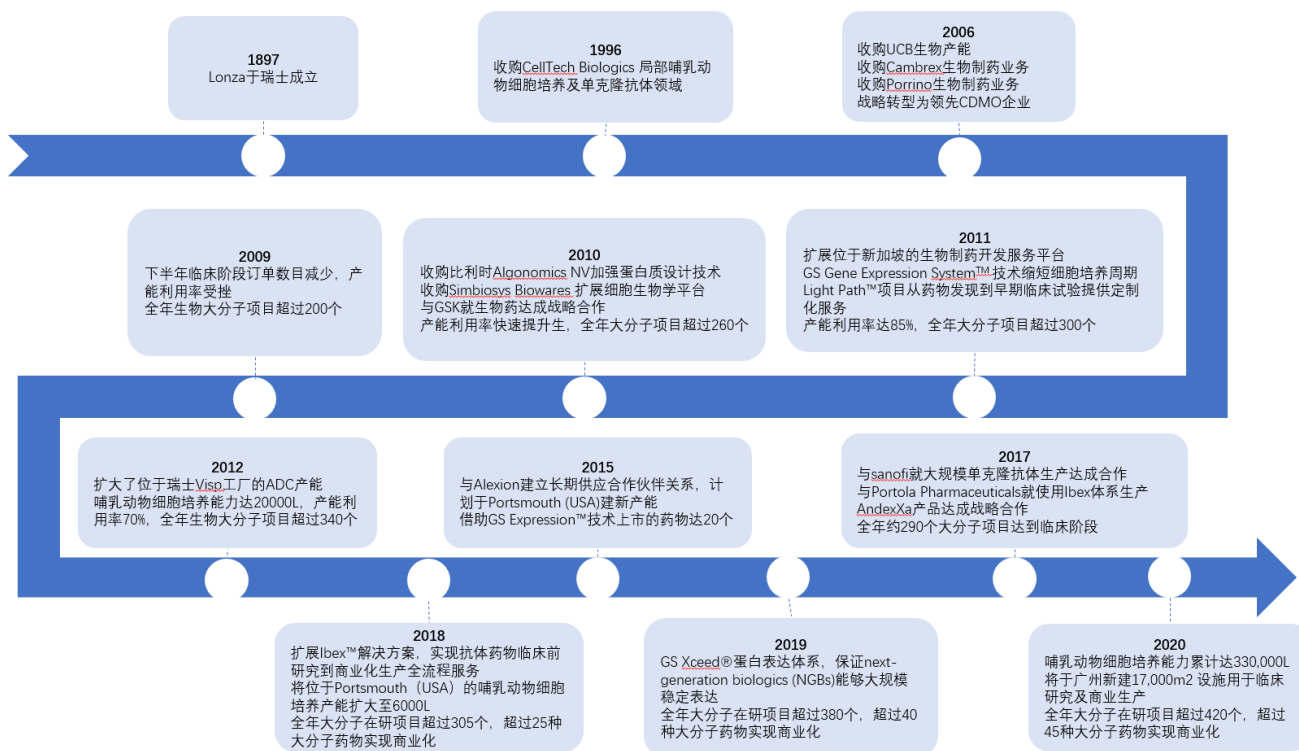 1897
Lonza于瑞士成立
1996
收购CellTech Biologics 局部哺乳动
物细胞培养及单克隆抗体领域
2006
收购UCB生物产能
收购Cambrex生物制药业务
收购Porrino生物制药业务
战略转型为领先CDMO企业
2009
下半年临床阶段订单数目减少，产
能利用率受挫
全年生物大分子项目超过200个
2010
收购比利时Algonomics NV加强蛋白质设计技术
收购Simbiosys Biowares 扩展细胞生物学平台
与GSK就生物药达成战略合作
产能利用率快速提升生，全年大分子项目超过260个
2011
扩展位于新加坡的生物制药开发服务平台
GS Gene Expression System™ 技术缩短细胞培养周期
Light Path™项目从药物发现到早期临床试验提供定制
化服务
产能利用率达85%，全年大分子项目超过300个
2012
扩大了位于瑞士Visp工厂的ADC产能
哺乳动物细胞培养能力达20000L，产能利
用率70%，全年生物大分子项目超过340个
2015
与Alexion建立长期供应合作伙伴关系，计
划于Portsmouth (USA)建新产能
借助GS Expression™技术上市的药物达20个
2017
与sanofi就大规模单克隆抗体生产达成合作
与Portola Pharmaceuticals就使用Ibex体系生产
AndexXa产品达成战略合作
全年约290个大分子项目达到临床阶段
2018
扩展Ibex™解决方案，实现抗体药物临床前
研究到商业化生产全流程服务
将位于Portsmouth（USA）的哺乳动物细胞
培养产能扩大至6000L
全年大分子在研项目超过305个，超过25种
大分子药物实现商业化
2019
GS Xceed®蛋白表达体系，保证next-
generation biologics (NGBs)能够大规模
稳定表达
全年大分子在研项目超过380个，超过40
种大分子药物实现商业化
2020
哺乳动物细胞培养能力累计达330,000L
将于广州新建17,000m2 设施用于临床
研究及商业生产
全年大分子在研项目超过420个，超过
45种大分子药物实现商业化